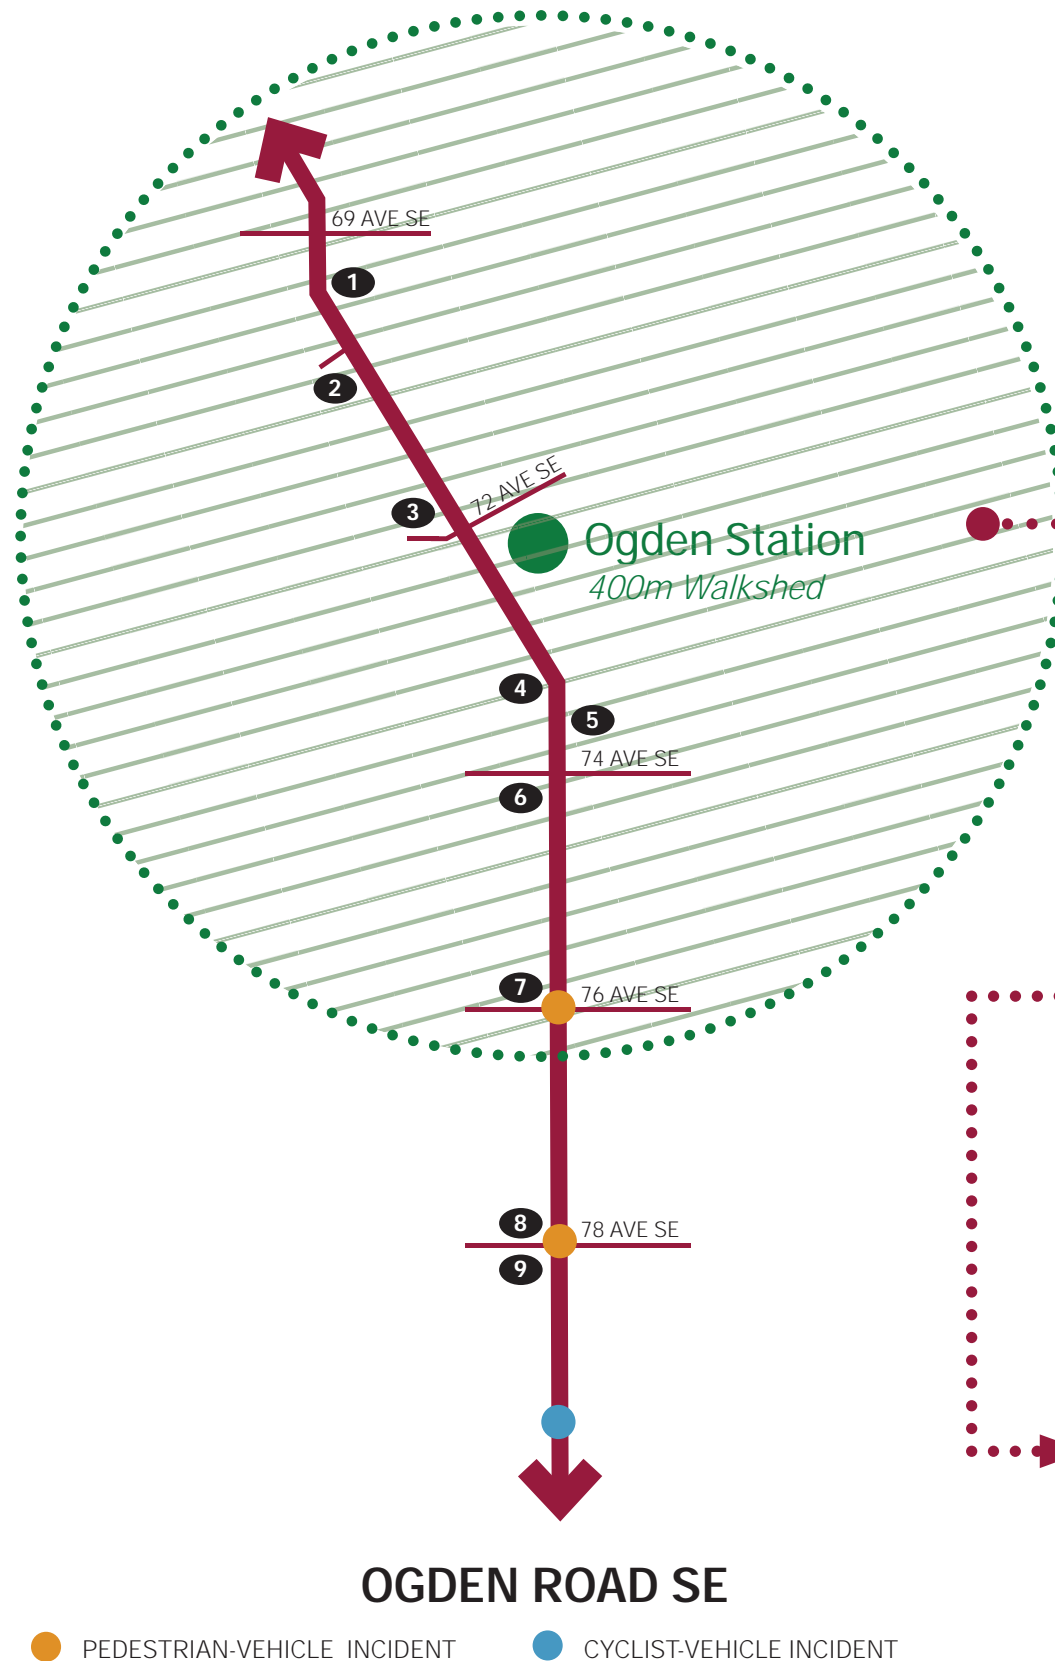 69 AVE SE
1
2
72 AVE SE
3
Ogden Station
400m Walkshed
4
5
74 AVE SE
6
7
76 AVE SE
8
78 AVE SE
9
OGDEN ROAD SE
PEDESTRIAN-VEHICLE INCIDENT
CYCLIST-VEHICLE INCIDENT